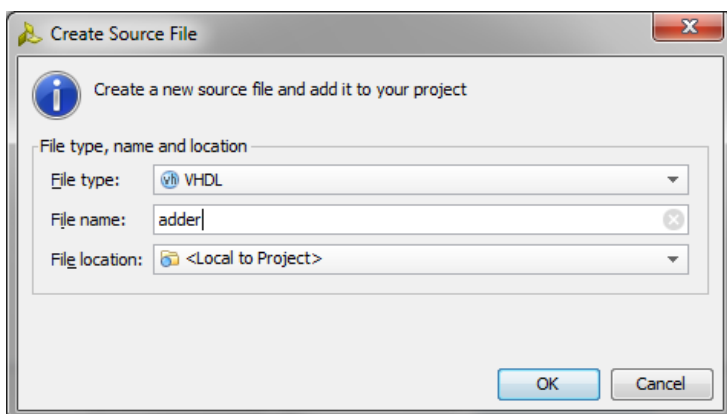 Create Source File
Create a new source file and add it to your project
File type, name and location
File type: vh VHDL
File name: adder
File location: <Local to Project>
OK Cancel